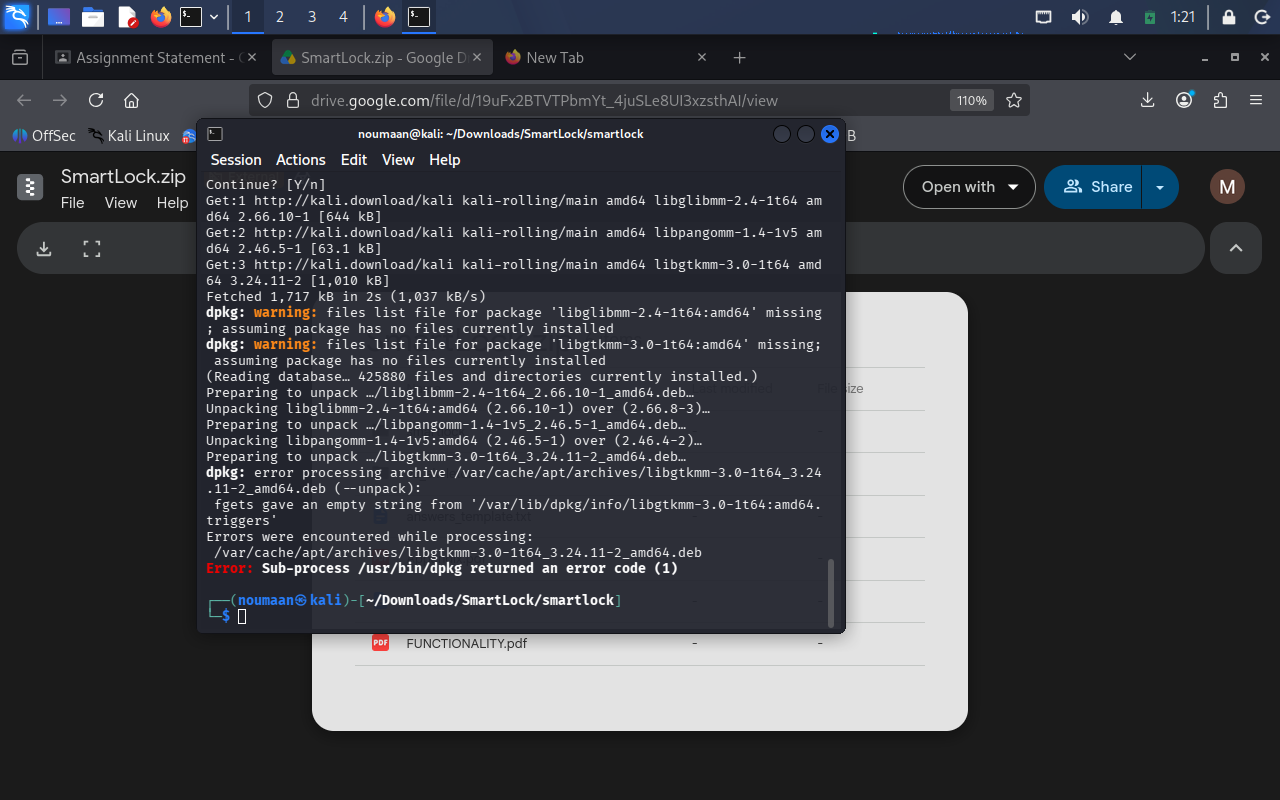 1 2 3 4 1:21
Assignment Statement -
SmartLock.zip - Google D
New Tab
drive.google.com/file/d/19uFx2BTVTPbmYt_4juSLe8UI3xzsthAI/view 110%
OffSec Kali Linux B
SmartLock.zip
File View Help
Open with Share M
noumaan@kali: ~/Downloads/SmartLock/smartlock
Session Actions Edit View Help
Continue? [Y/n]
Get:1 http://kali.download/kali kali-rolling/main amd64 libglibmm-2.4-1t64 am
d64 2.66.10-1 [644 kB]
Get:2 http://kali.download/kali kali-rolling/main amd64 libpangomm-1.4-1v5 am
d64 2.46.5-1 [63.1 kB]
Get:3 http://kali.download/kali kali-rolling/main amd64 libgtkmm-3.0-1t64 amd
64 3.24.11-2 [1,010 kB]
Fetched 1,717 kB in 2s (1,037 kB/s)
dpkg: warning: files list file for package 'libglibmm-2.4-1t64:amd64' missing
; assuming package has no files currently installed
dpkg: warning: files list file for package 'libgtkmm-3.0-1t64:amd64' missing;
assuming package has no files currently installed
(Reading database… 425880 files and directories currently installed.)
Preparing to unpack …/libglibmm-2.4-1t64_2.66.10-1_amd64.deb…
Unpacking libglibmm-2.4-1t64:amd64 (2.66.10-1) over (2.66.8-3)…
Preparing to unpack …/libpangomm-1.4-1v5_2.46.5-1_amd64.deb…
Unpacking libpangomm-1.4-1v5:amd64 (2.46.5-1) over (2.46.4-2)…
Preparing to unpack …/libgtkmm-3.0-1t64_3.24.11-2_amd64.deb…
dpkg: error processing archive /var/cache/apt/archives/libgtkmm-3.0-1t64_3.24
.11-2_amd64.deb (--unpack):
fgets gave an empty string from '/var/lib/dpkg/info/libgtkmm-3.0-1t64:amd64.
triggers'
Errors were encountered while processing:
/var/cache/apt/archives/libgtkmm-3.0-1t64_3.24.11-2_amd64.deb
Error: Sub-process /usr/bin/dpkg returned an error code (1)
┌──(noumaan㉿kali)-[~/Downloads/SmartLock/smartlock]
└─$
File size
answers_template.txt
PDF FUNCTIONALITY.pdf - -